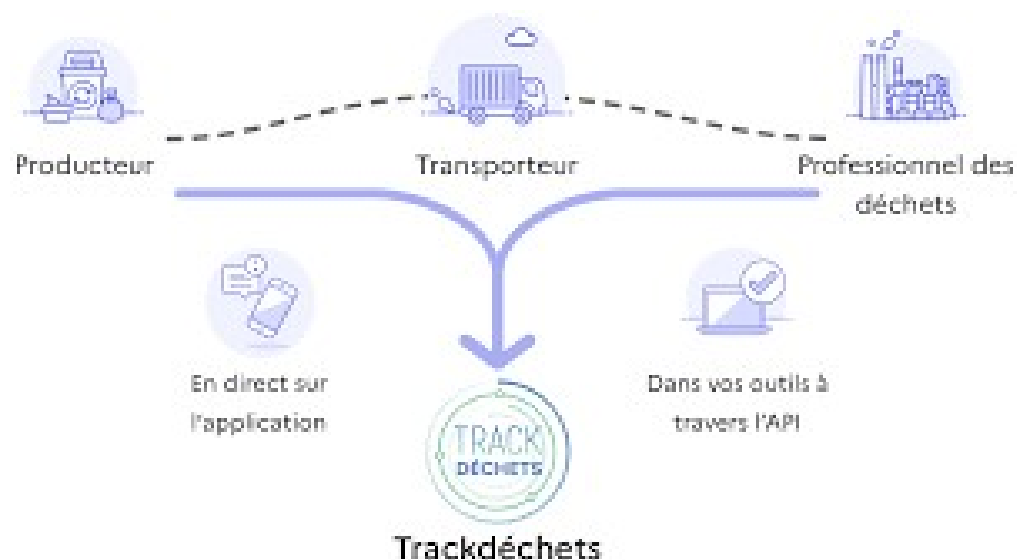 Producteur
Transporteur
Professionnel des
déchets
En direct sur
l'application
Dans vos outils à
travers l'API
TRACK
DÉCHETS
Trackdéchets